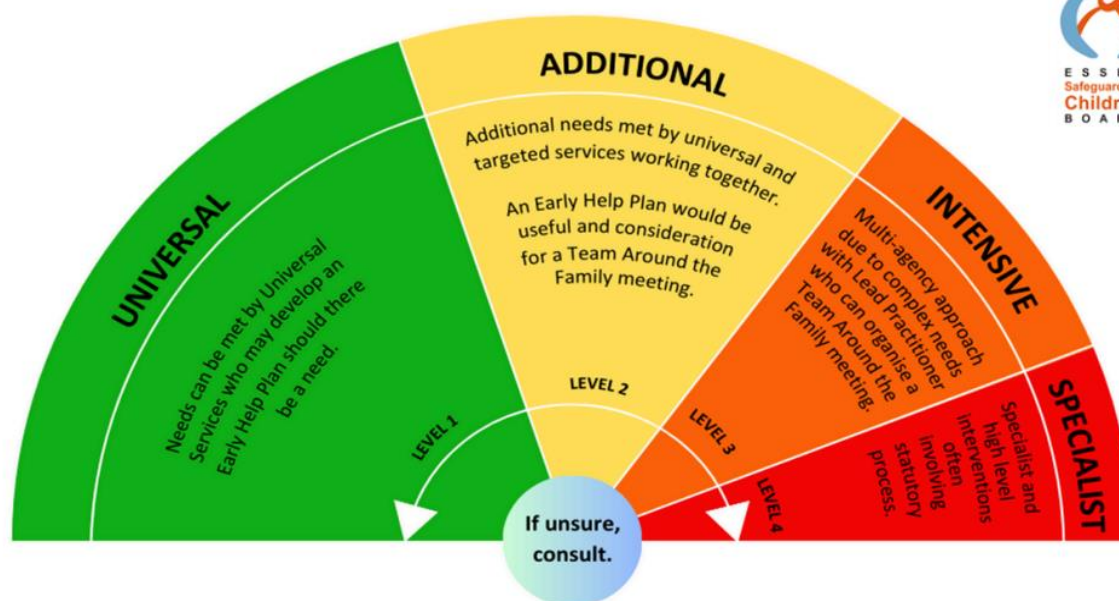 UNIVERSAL
Needs can be met by Universal
Services who may develop an
Early Help Plan should there
be a need.
LEVEL 1
ADDITIONAL
Additional needs met by universal and
targeted services working together.
An Early Help Plan would be
useful and consideration
for a Team Around the
Family meeting.
LEVEL 2
INTENSIVE
Multi-agency approach
due to complex needs
with Lead Practitioner
who can organise a
Team Around the
Family meeting.
LEVEL 3
SPECIALIST
Specialist and
high level
interventions
often
involving
statutory
process.
LEVEL 4
If unsure,
consult.